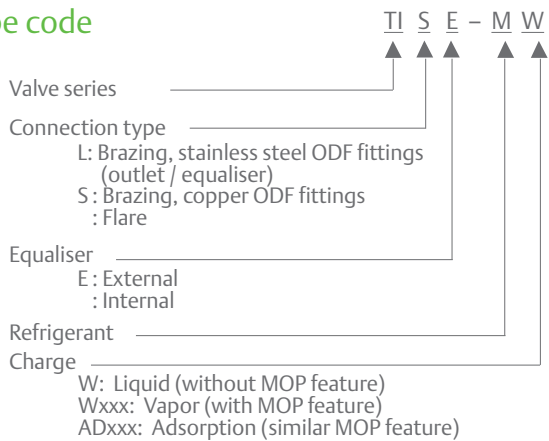 e code
TI S E – M W
Valve series
Connection type
L: Brazing, stainless steel ODF fittings
(outlet / equaliser)
S : Brazing, copper ODF fittings
: Flare
Equaliser
E : External
: Internal
Refrigerant
Charge
W: Liquid (without MOP feature)
Wxxx: Vapor (with MOP feature)
ADxxx: Adsorption (similar MOP feature)